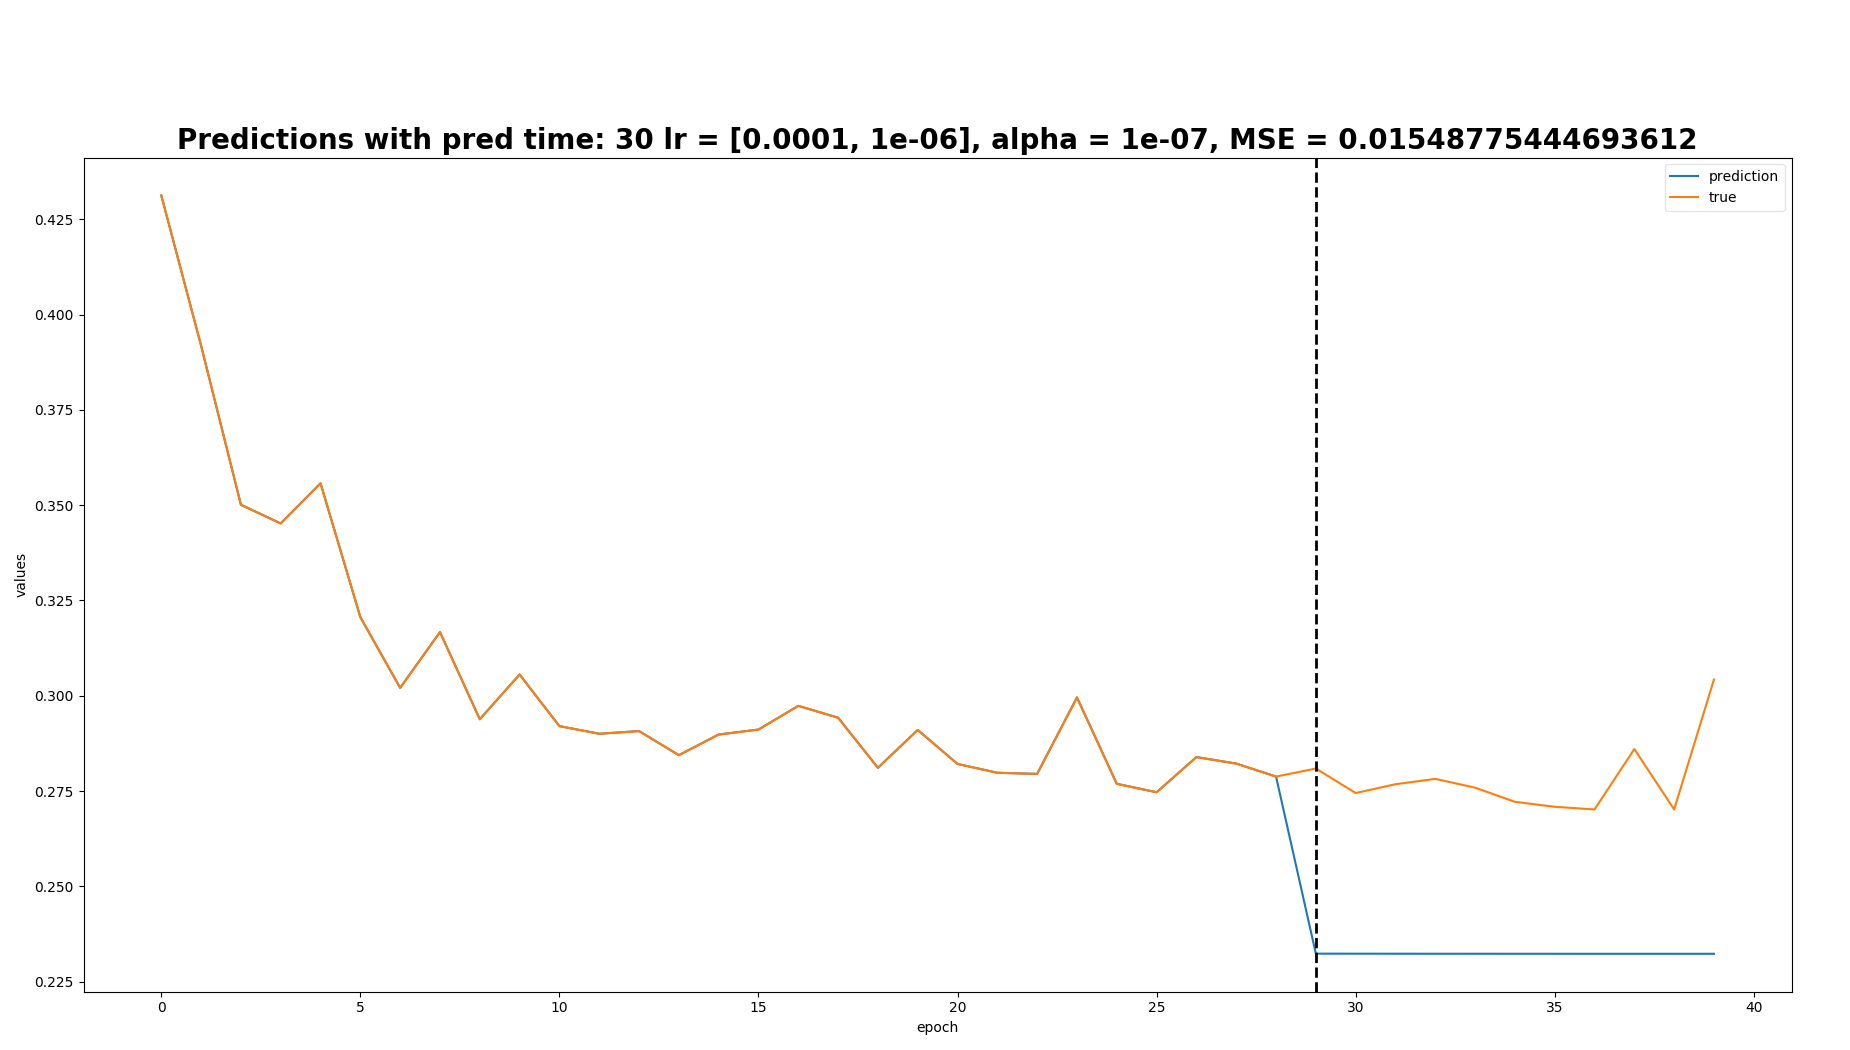 Predictions with pred time: 30 lr = [0.0001, 1e-06], alpha = 1e-07, MSE = 0.01548775444693612
prediction
true
0.425
0.400
0.375
0.350
0.325
0.300
0.275
0.250
0.225
values
0 5 10 15 20 25 30 35 40
epoch